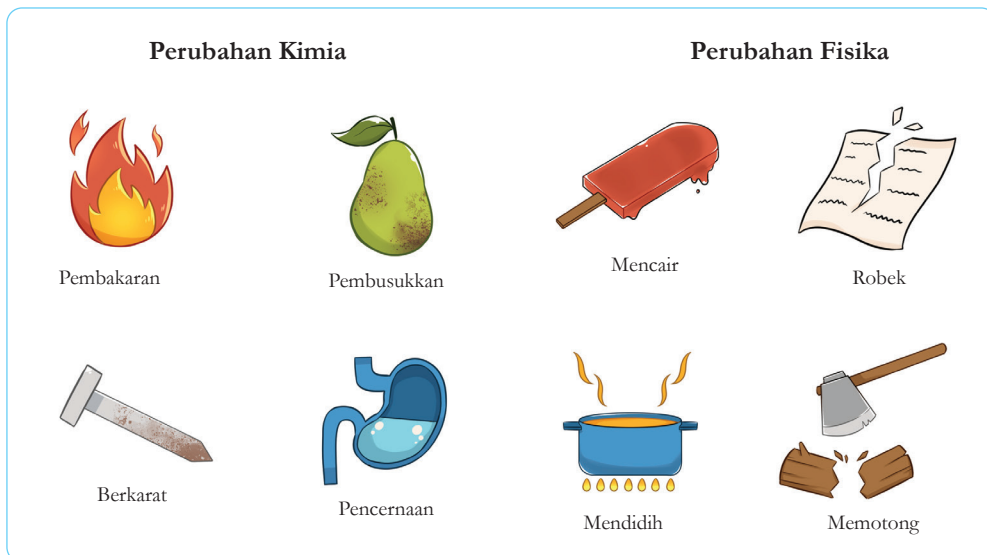 Perubahan Kimia
Perubahan Fisika
Pembakaran
Pembusukkan
Mencair
Robek
Berkarat
Pencernaan
Mendidih
Memotong